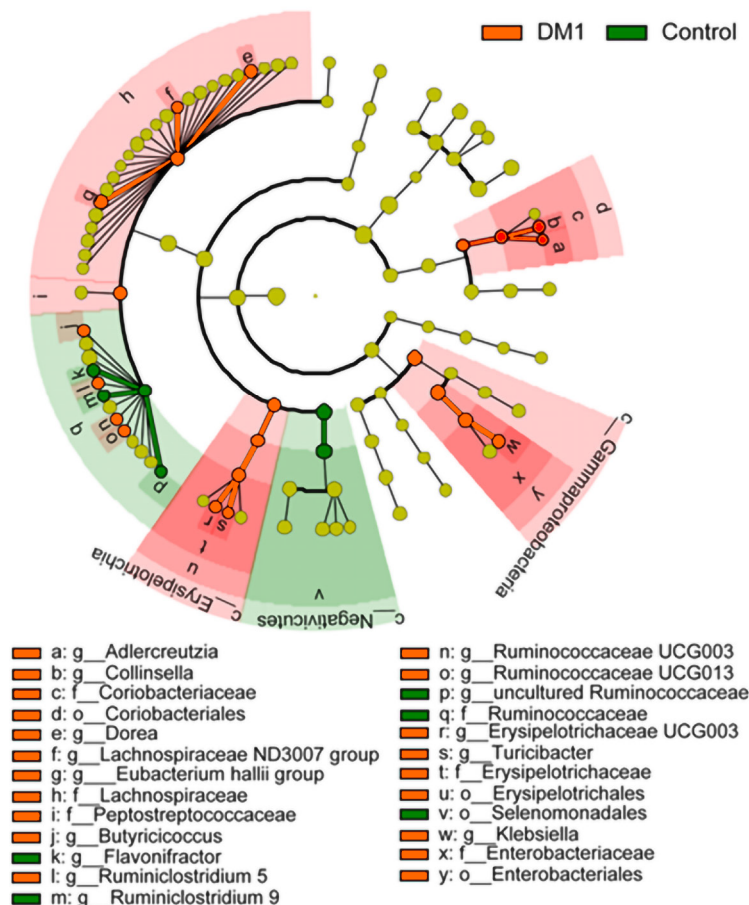 DM1 Control
e
f
h
g
i
j
k
l
m
n
o
q
p
d
c
b
a
w
x
y
c__Gammaproteobacteria
r
s
t
u
c__Erysipelotrichia
v
c__Negativicutes
a: g__Adlercreutzia
b: g__Collinsella
c: f__Coriobacteriaceae
d: o__Coriobacteriales
e: g__Dorea
f: g__Lachnospiraceae ND3007 group
g: g___Eubacterium hallii group
h: f__Lachnospiraceae
i: f__Peptostreptococcaceae
j: g__Butyricicoccus
k: g__Flavonifractor
l: g__Ruminiclostridium 5
m: g__Ruminiclostridium 9
n: g__Ruminococcaceae UCG003
o: g__Ruminococcaceae UCG013
p: g__uncultured Ruminococcaceae
q: f__Ruminococcaceae
r: g__Erysipelotrichaceae UCG003
s: g__Turicibacter
t: f__Erysipelotrichaceae
u: o__Erysipelotrichales
v: o__Selenomonadales
w: g__Klebsiella
x: f__Enterobacteriaceae
y: o__Enterobacteriales